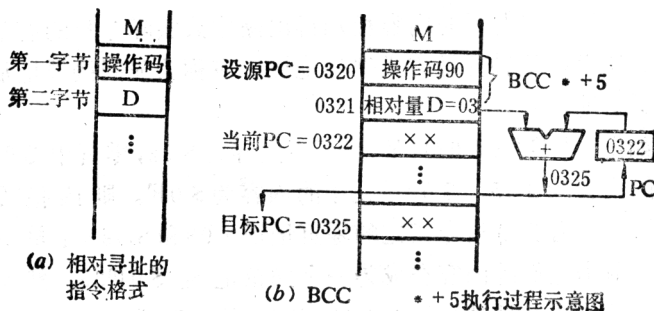 M
第一字节 操作码
第二字节 D
(a) 相对寻址的
指令格式
M
设源PC=0320 操作码90
BCC *+5
0321 相对量D=03
当前PC=0322 ××
+
0322
0325
PC
目标PC=0325 ××
(b) BCC *+5执行过程示意图